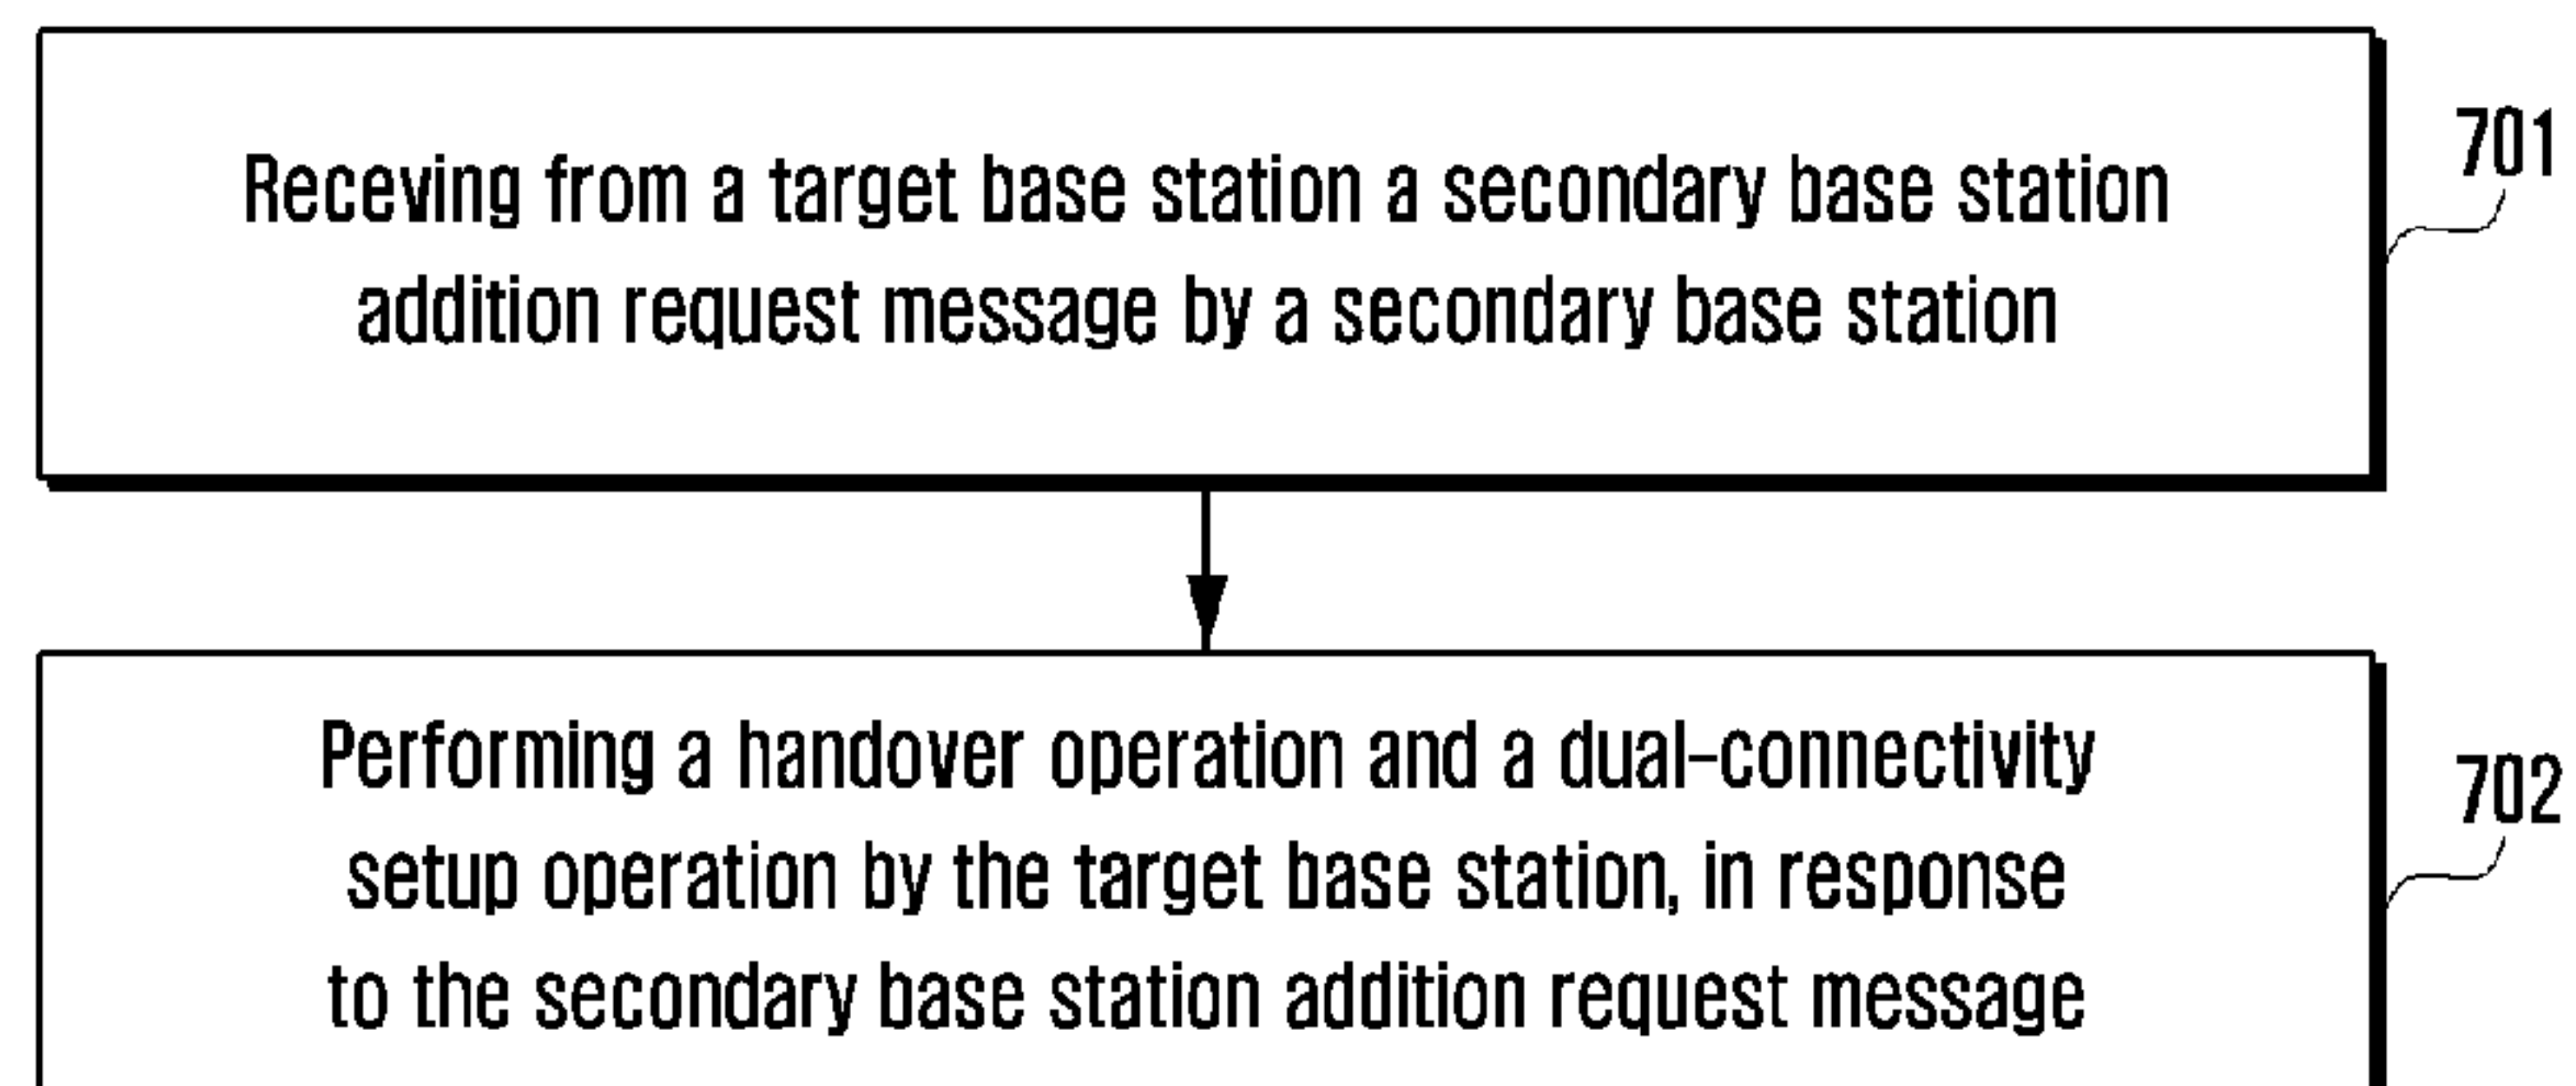 Receving from a target base station a secondary base station
addition request message by a secondary base station
701
Performing a handover operation and a dual-connectivity
setup operation by the target base station, in response
to the secondary base station addition request message
702